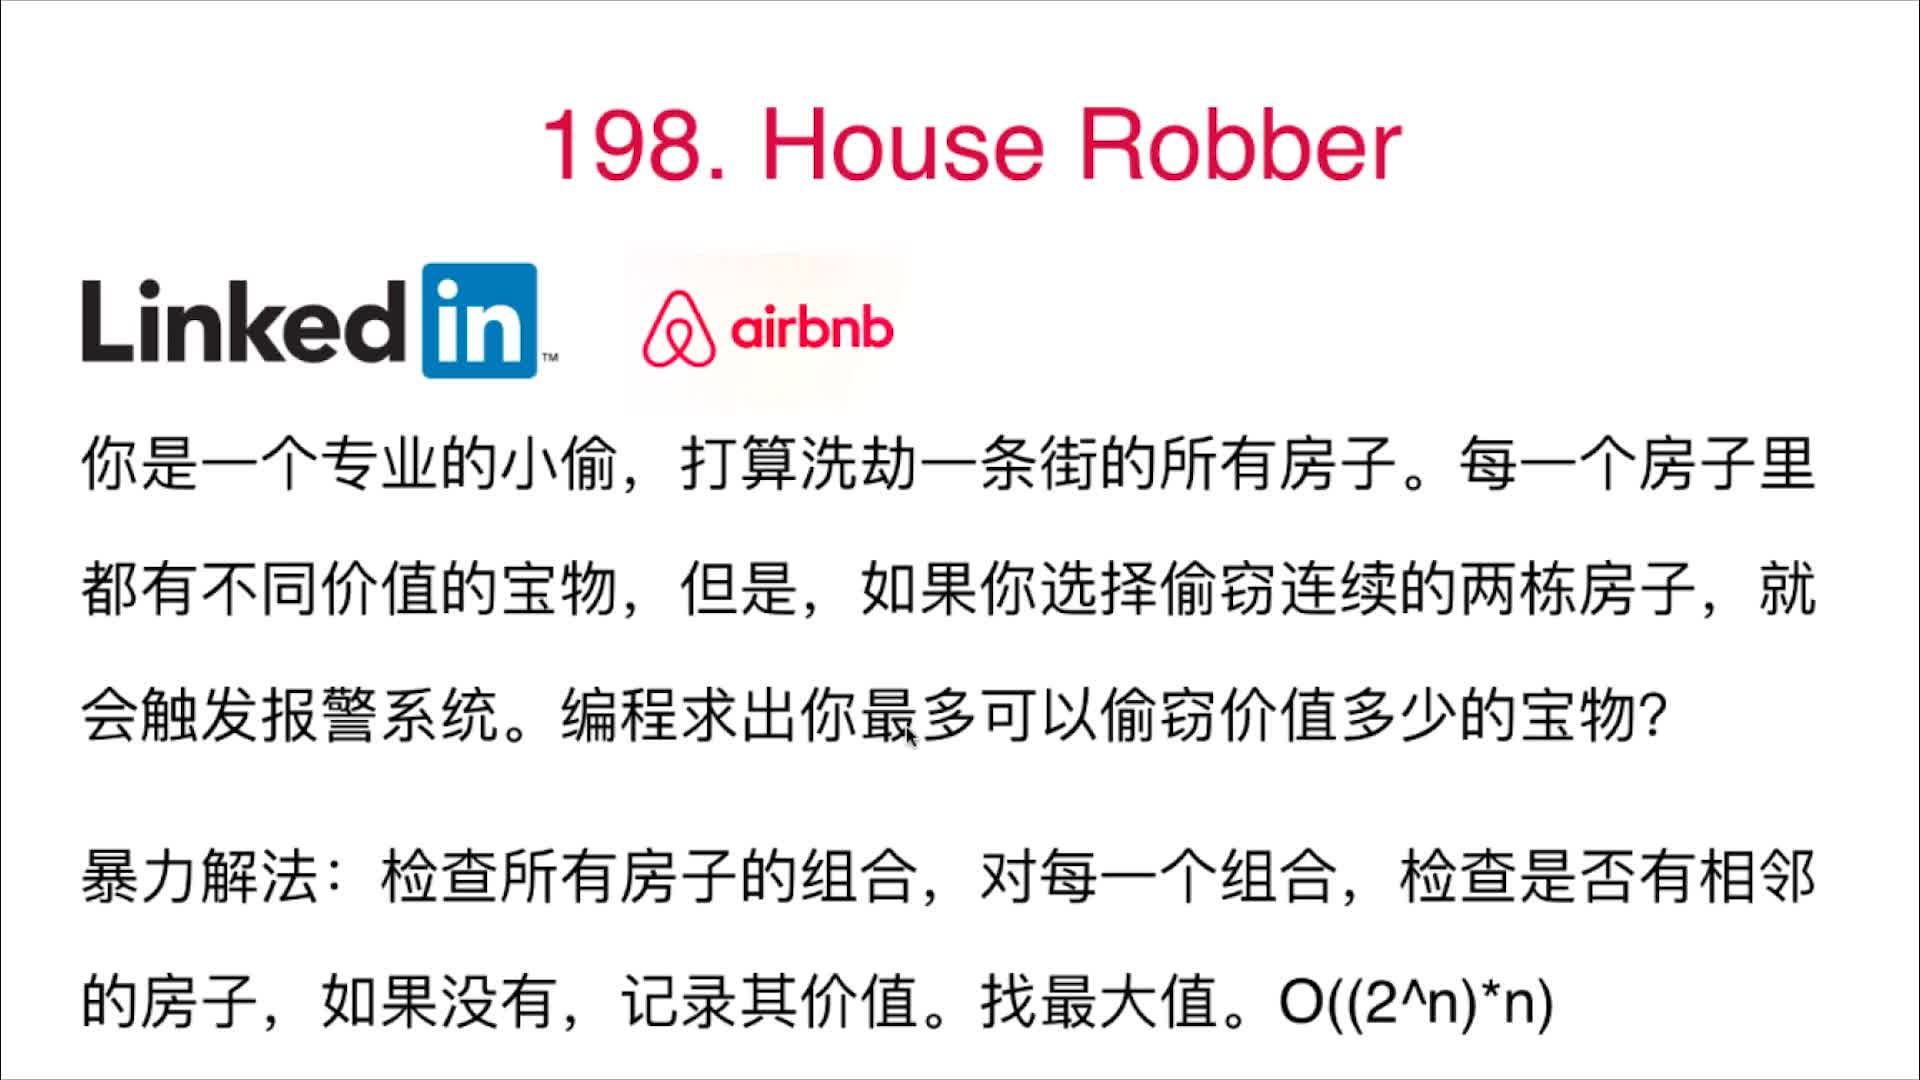 198. House Robber
Linked in ™ airbnb
你是一个专业的小偷，打算洗劫一条街的所有房子。每一个房子里
都有不同价值的宝物，但是，如果你选择偷窃连续的两栋房子，就
会触发报警系统。编程求出你最多可以偷窃价值多少的宝物？
暴力解法：检查所有房子的组合，对每一个组合，检查是否有相邻
的房子，如果没有，记录其价值。找最大值。O((2^n)*n)